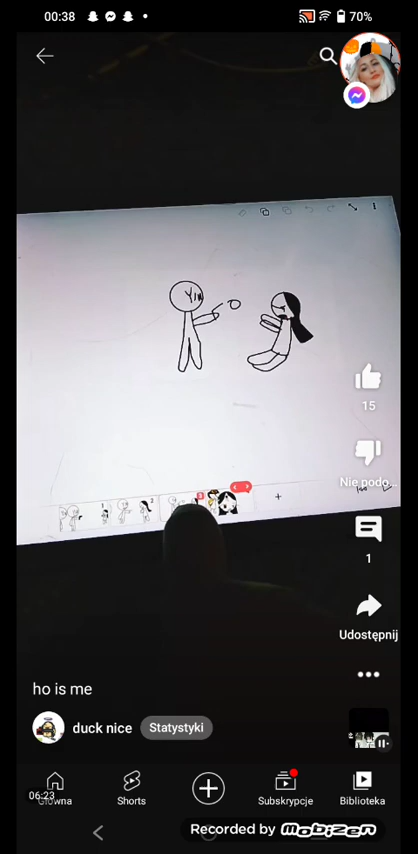 00:38
70%
Yin
15
Nie podo...
1
Udostępnij
ho is me
duck nice
Statystyki
06:23
Główna
Shorts
Subskrypcje
Biblioteka
Recorded by mobizen